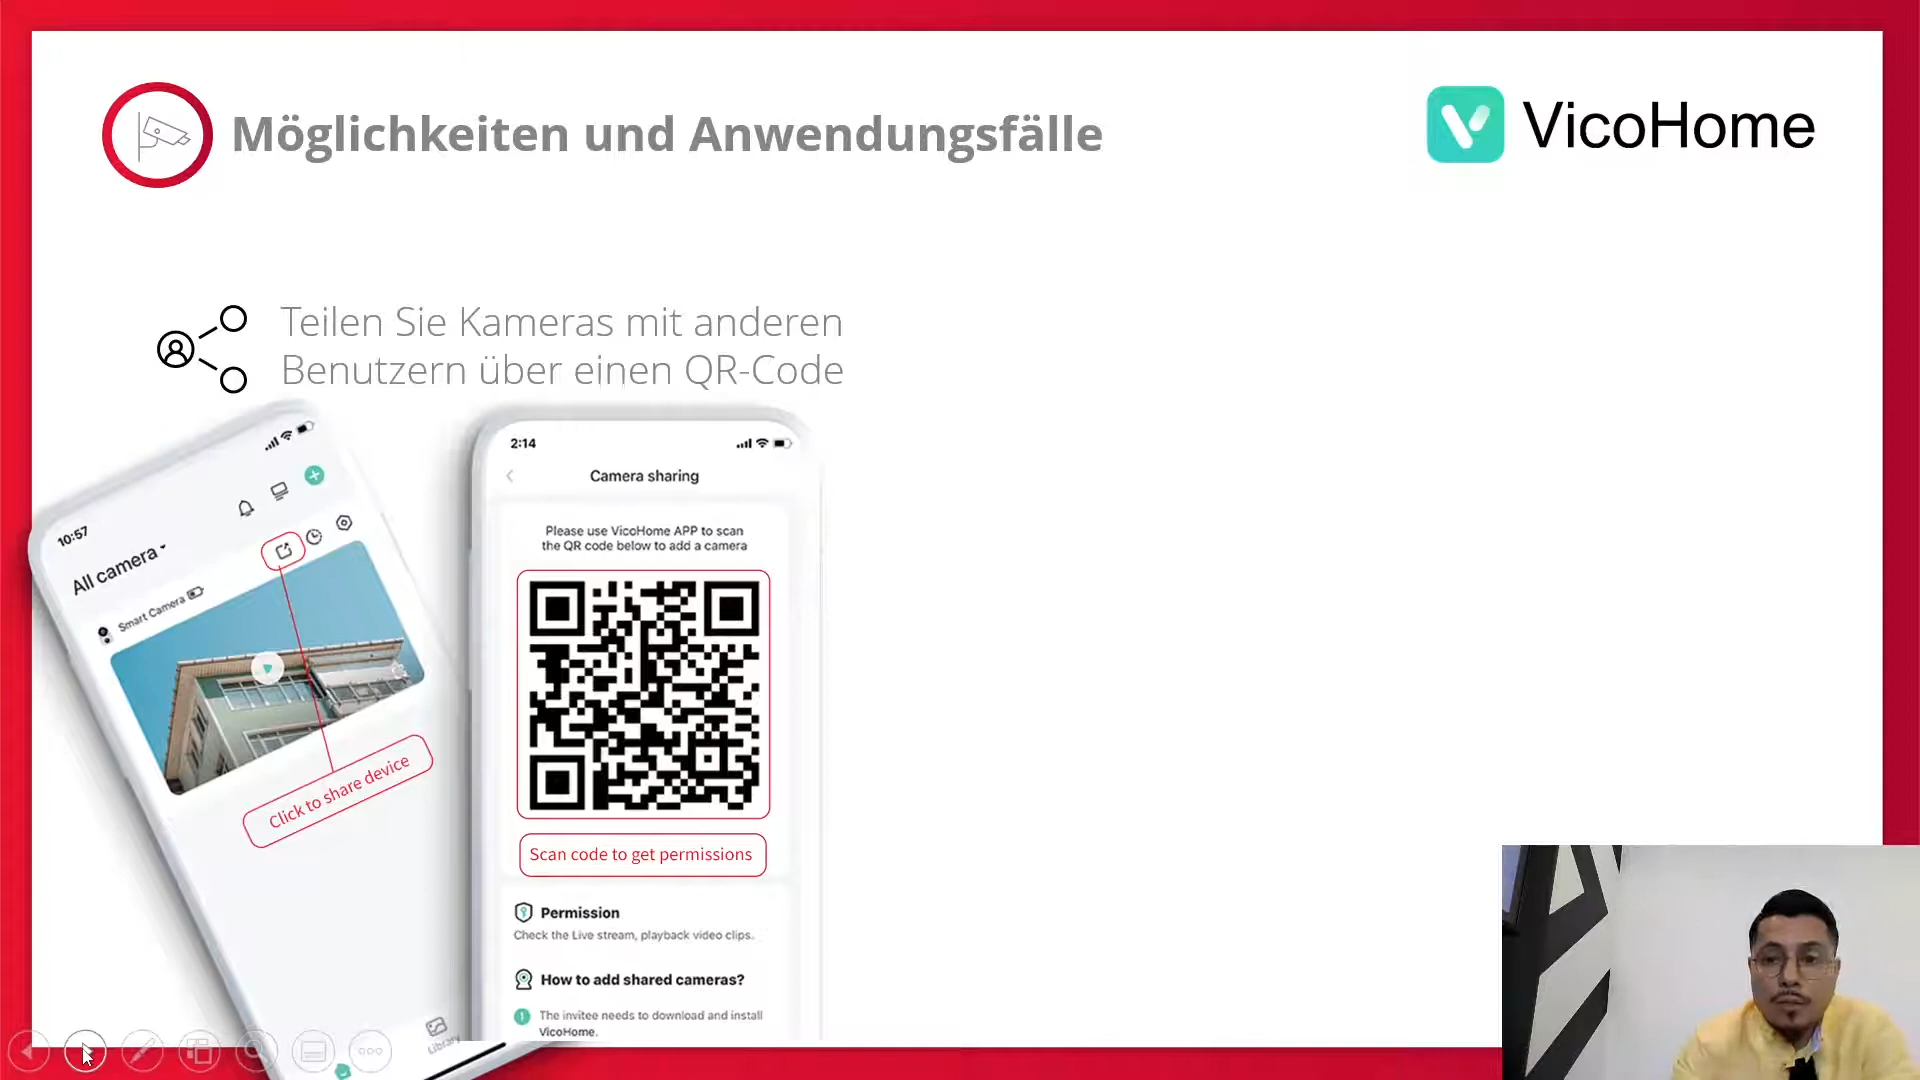 Möglichkeiten und Anwendungsfälle
VicoHome
Teilen Sie Kameras mit anderen
Benutzern über einen QR-Code
10:57
All camera
Smart Camera
Click to share device
Library
2:14
Camera sharing
Please use VicoHome APP to scan
the QR code below to add a camera
Scan code to get permissions
Permission
Check the Live stream, playback video clips.
How to add shared cameras?
1 The invitee needs to download and install
VicoHome.